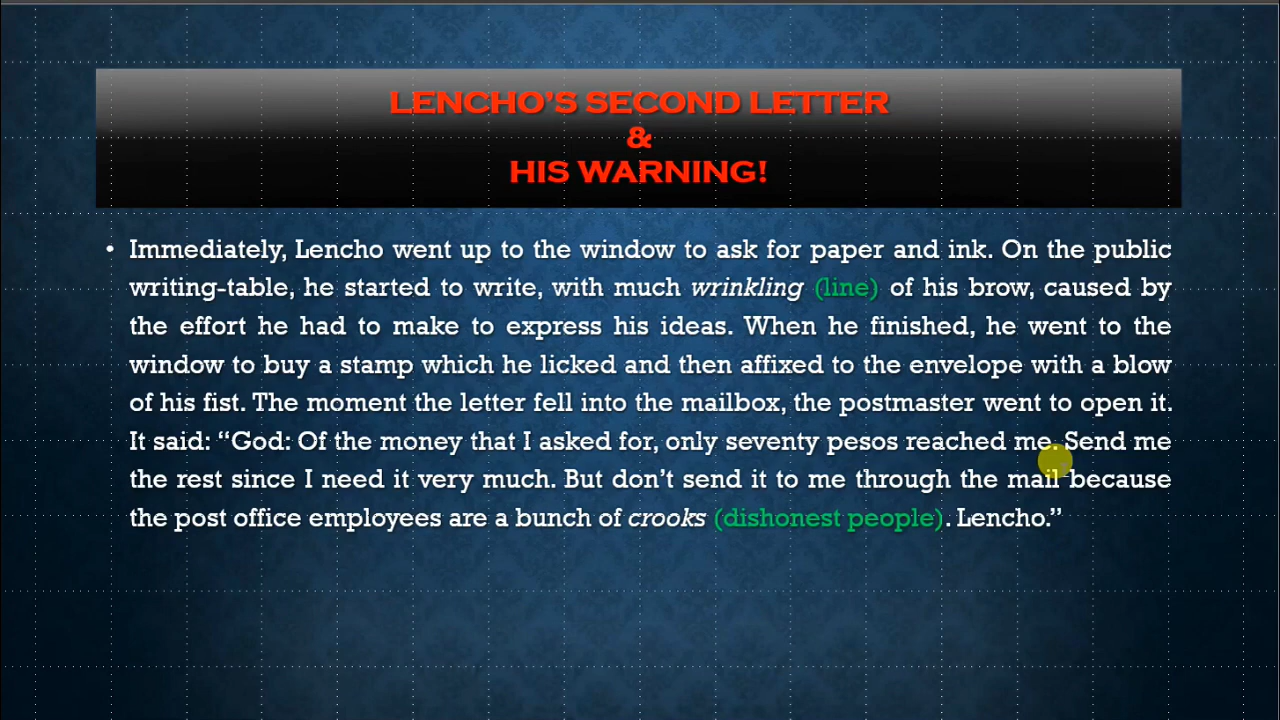 LENCHO'S SECOND LETTER
&
HIS WARNING!
• Immediately, Lencho went up to the window to ask for paper and ink. On the public
writing-table, he started to write, with much wrinkling (line) of his brow, caused by
the effort he had to make to express his ideas. When he finished, he went to the
window to buy a stamp which he licked and then affixed to the envelope with a blow
of his fist. The moment the letter fell into the mailbox, the postmaster went to open it.
It said: “God: Of the money that I asked for, only seventy pesos reached me. Send me
the rest since I need it very much. But don’t send it to me through the mail because
the post office employees are a bunch of crooks (dishonest people). Lencho.”